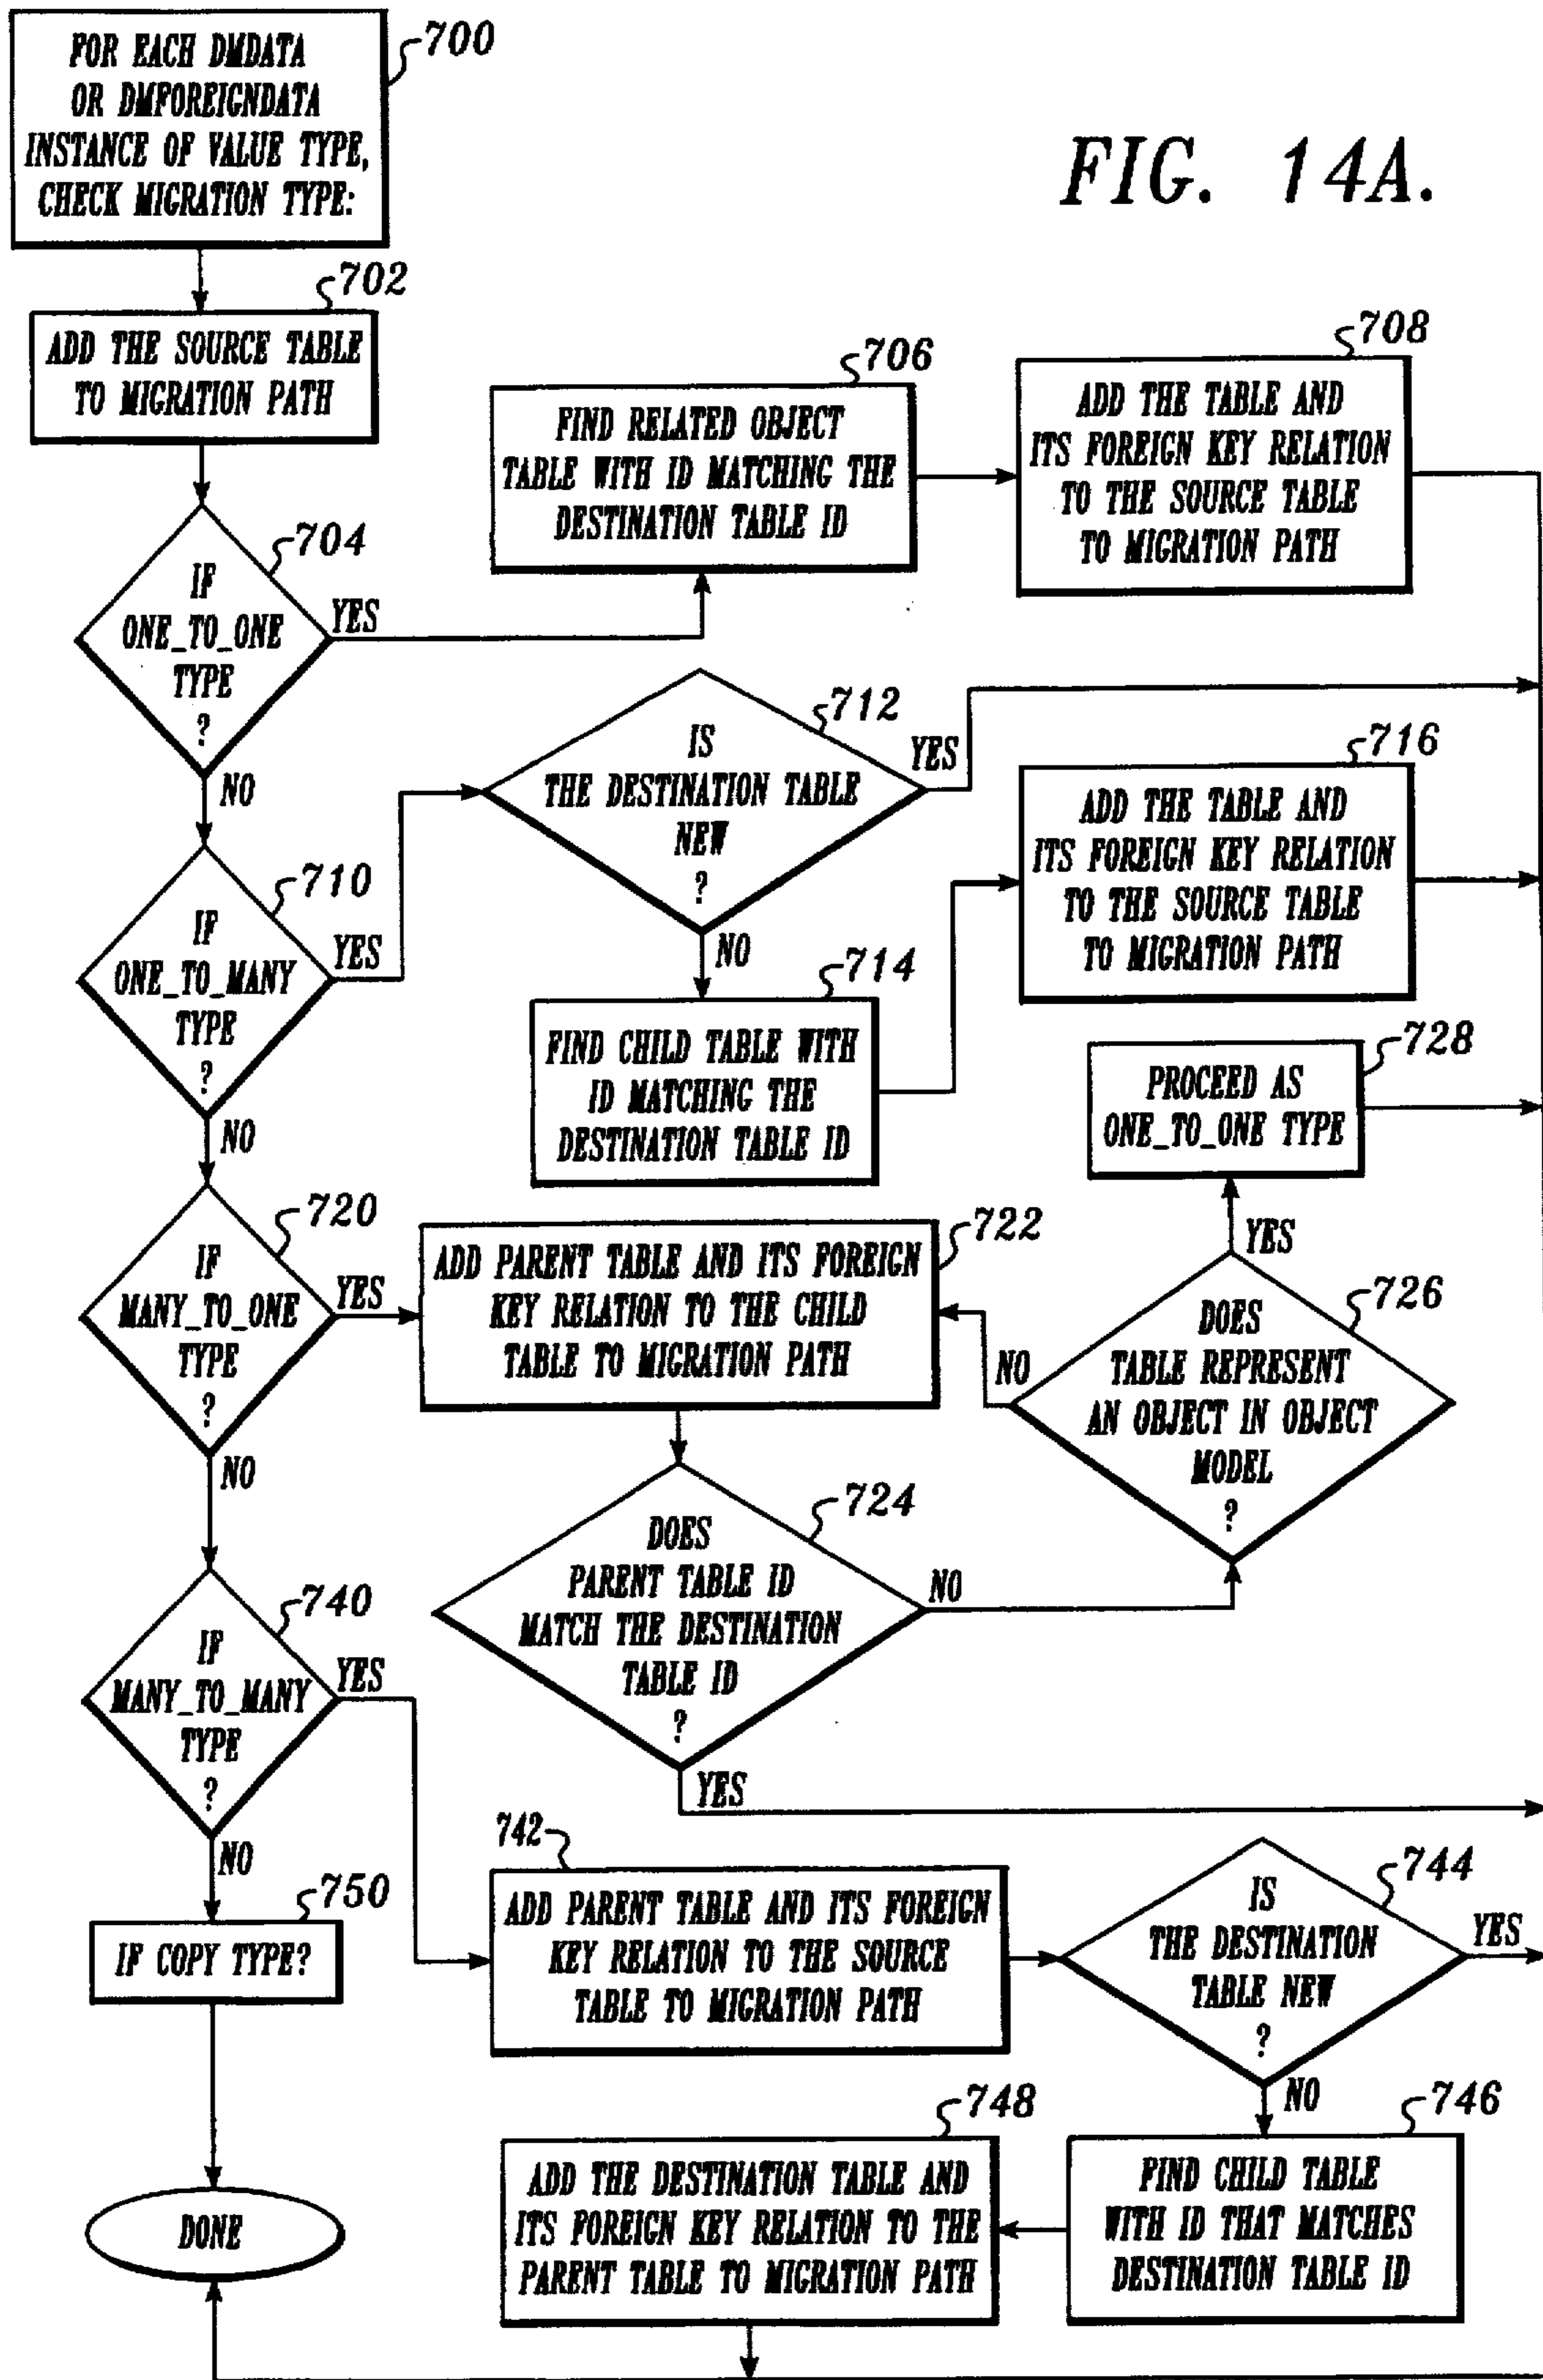 FOR EACH DMDATA
OR DMFOREIGNDATA
INSTANCE OF VALUE TYPE,
CHECK MIGRATION TYPE:
700
FIG. 14A.
702
ADD THE SOURCE TABLE
TO MIGRATION PATH
704
IF
ONE_TO_ONE
TYPE
?
YES
NO
706
FIND RELATED OBJECT
TABLE WITH ID MATCHING THE
DESTINATION TABLE ID
708
ADD THE TABLE AND
ITS FOREIGN KEY RELATION
TO THE SOURCE TABLE
TO MIGRATION PATH
710
IF
ONE_TO_MANY
TYPE
?
YES
NO
712
IS
THE DESTINATION TABLE
NEW
?
YES
NO
714
FIND CHILD TABLE WITH
ID MATCHING THE
DESTINATION TABLE ID
716
ADD THE TABLE AND
ITS FOREIGN KEY RELATION
TO THE SOURCE TABLE
TO MIGRATION PATH
728
PROCEED AS
ONE_TO_ONE TYPE
720
IF
MANY_TO_ONE
TYPE
?
YES
NO
722
ADD PARENT TABLE AND ITS FOREIGN
KEY RELATION TO THE CHILD
TABLE TO MIGRATION PATH
YES
726
DOES
TABLE REPRESENT
AN OBJECT IN OBJECT
MODEL
?
NO
724
DOES
PARENT TABLE ID
MATCH THE DESTINATION
TABLE ID
?
NO
YES
740
IF
MANY_TO_MANY
TYPE
?
YES
NO
742
ADD PARENT TABLE AND ITS FOREIGN
KEY RELATION TO THE SOURCE
TABLE TO MIGRATION PATH
744
IS
THE DESTINATION
TABLE NEW
?
YES
NO
750
IF COPY TYPE?
746
FIND CHILD TABLE
WITH ID THAT MATCHES
DESTINATION TABLE ID
748
ADD THE DESTINATION TABLE AND
ITS FOREIGN KEY RELATION TO THE
PARENT TABLE TO MIGRATION PATH
DONE